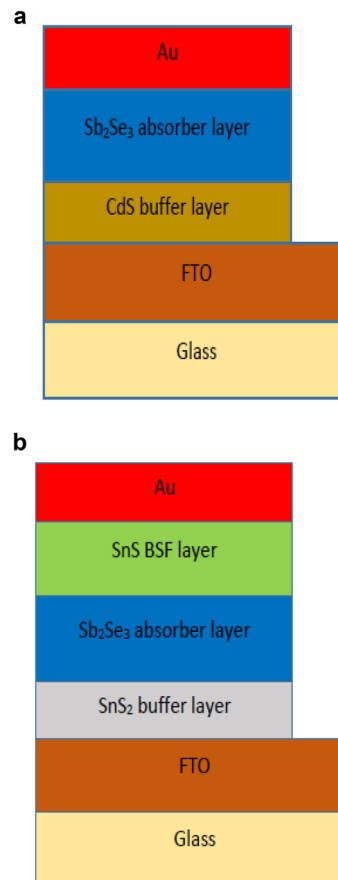 a
Au
Sb₂Se₃ absorber layer
CdS buffer layer
FTO
Glass
b
Au
SnS BSF layer
Sb₂Se₃ absorber layer
SnS₂ buffer layer
FTO
Glass